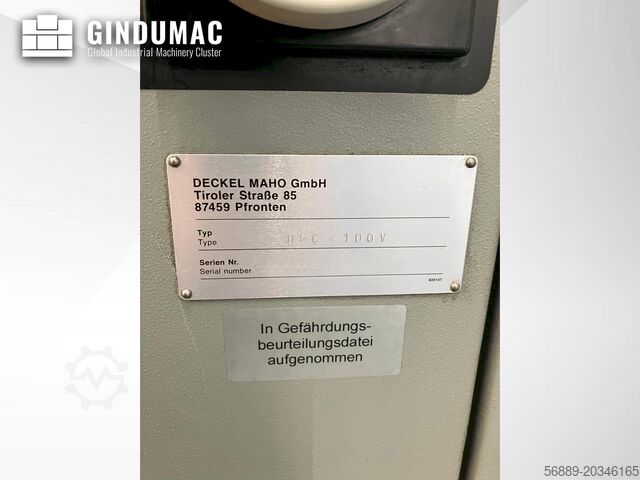 GINDUMAC
Global Industrial Machinery Cluster
DECKEL MAHO GmbH
Tiroler Straße 85
87459 Pfronten
Typ
Type
- 100V
Serien Nr.
Serial number
In Gefährdungs-
beurteilungsdatei
aufgenommen
56889-20346165